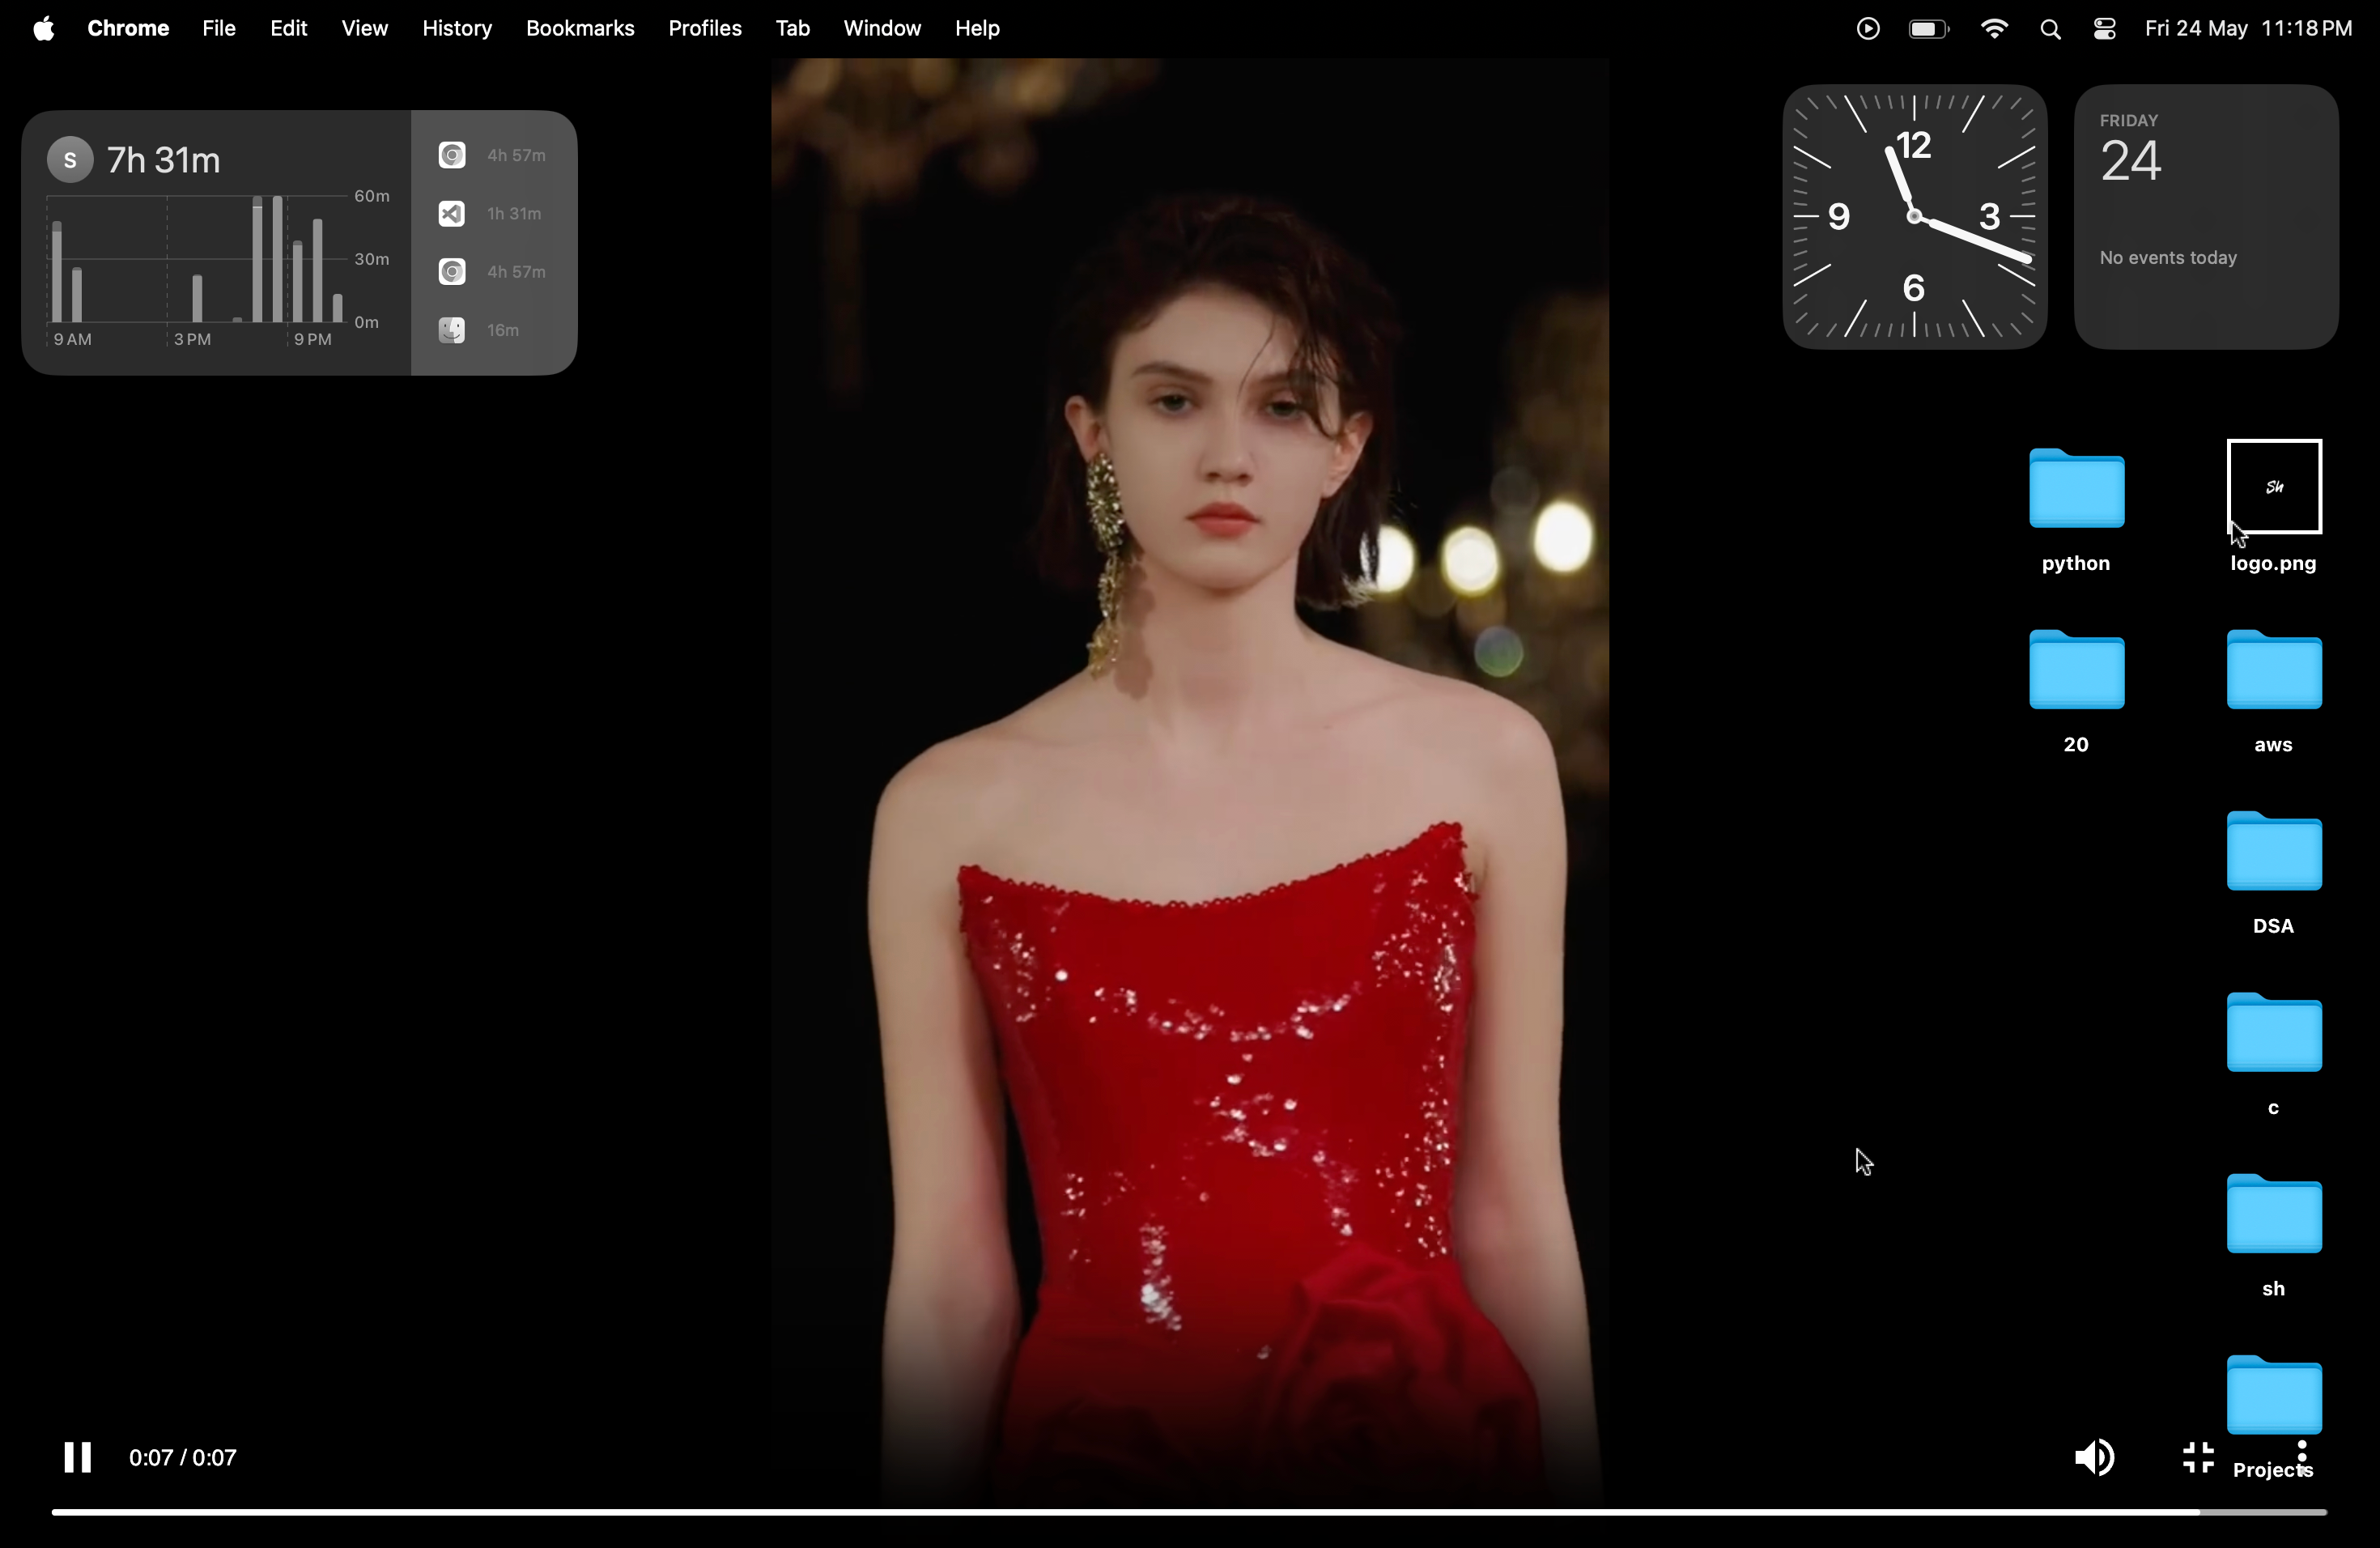 Chrome File Edit View History Bookmarks Profiles Tab Window Help Fri 24 May 11:18 PM
S 7h 31m
60m
30m
0m
9 AM 3 PM 9 PM
4h 57m
1h 31m
4h 57m
16m
12
9 3
6
FRIDAY
24
No events today
Sh
python logo.png
20 aws
DSA
c
sh
Projects
0:07 / 0:07